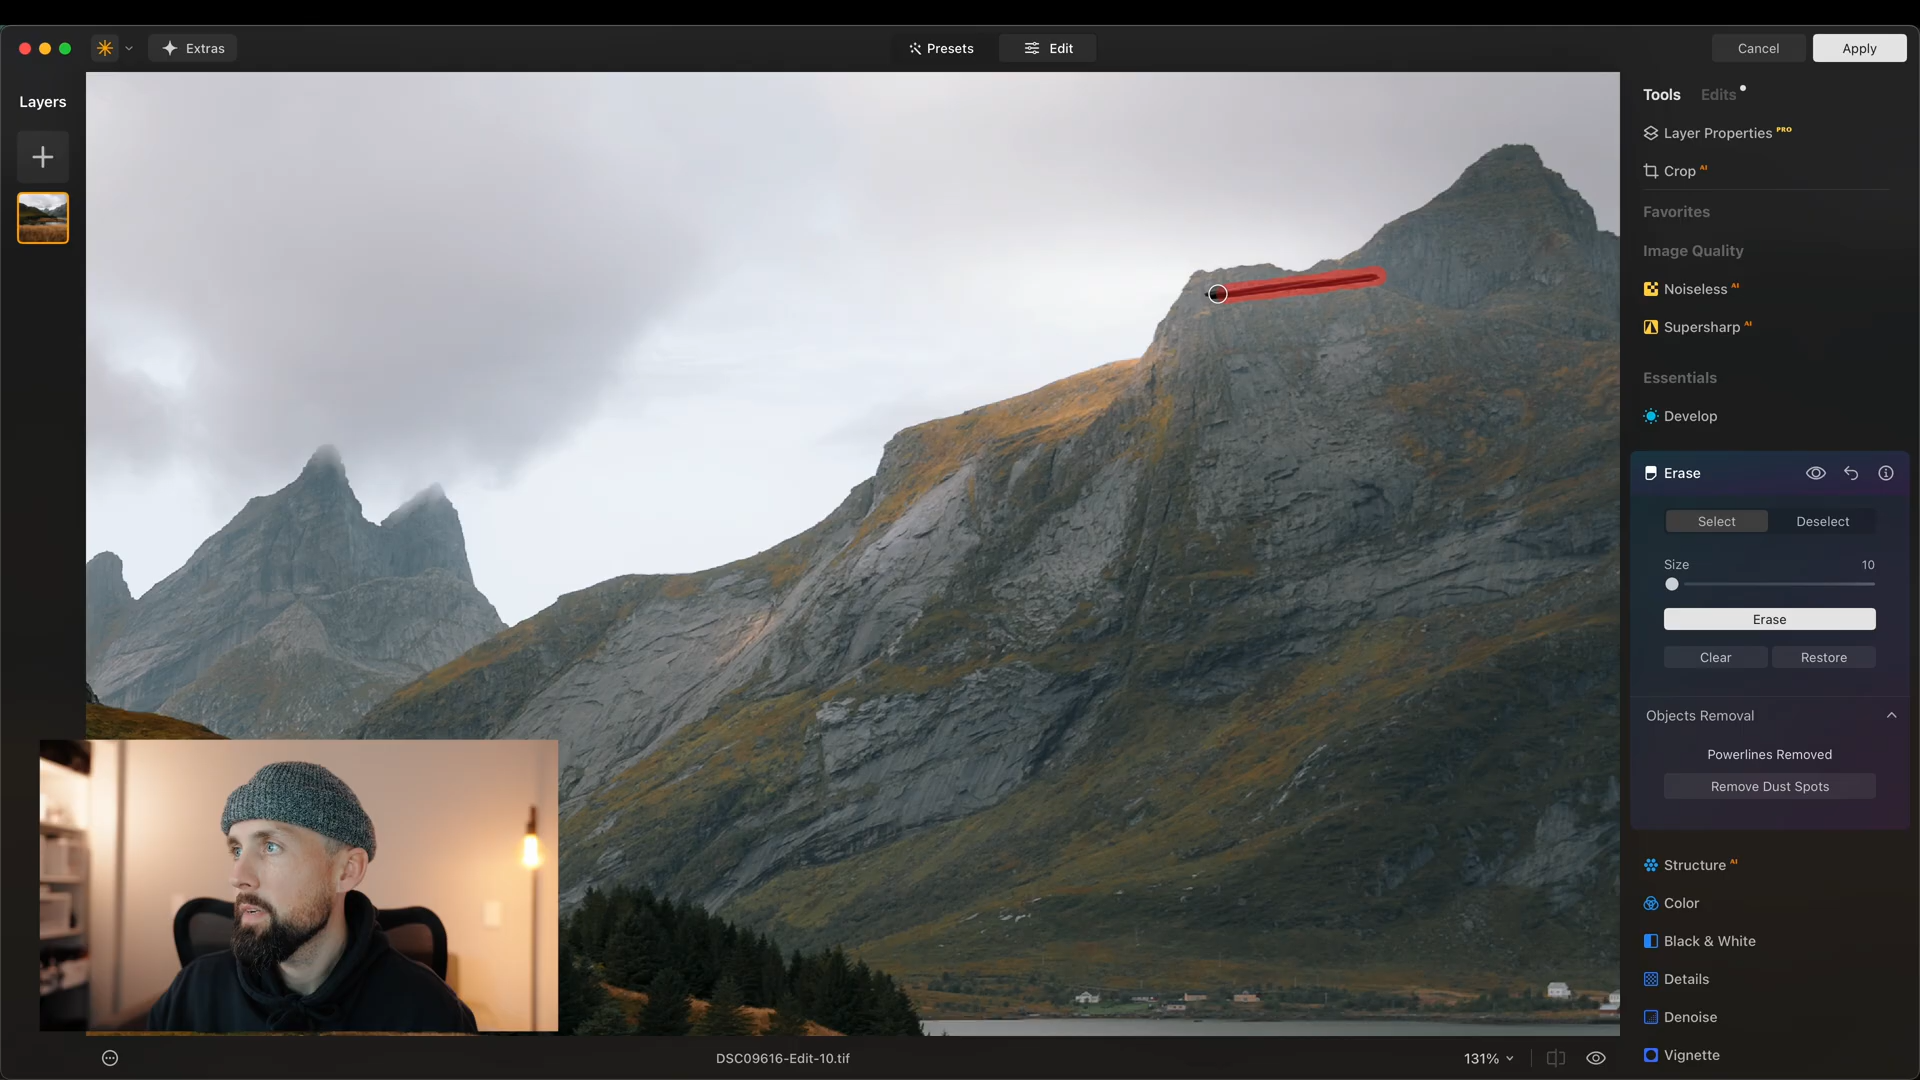 Extras
Presets
Edit
Cancel
Apply
Layers
Tools
Edits
Layer Properties PRO
Crop AI
Favorites
Image Quality
Noiseless AI
Supersharp AI
Essentials
Develop
Erase
Select
Deselect
Size
10
Erase
Clear
Restore
Objects Removal
Powerlines Removed
Remove Dust Spots
Structure AI
Color
Black & White
Details
Denoise
Vignette
DSC09616-Edit-10.tif
131%